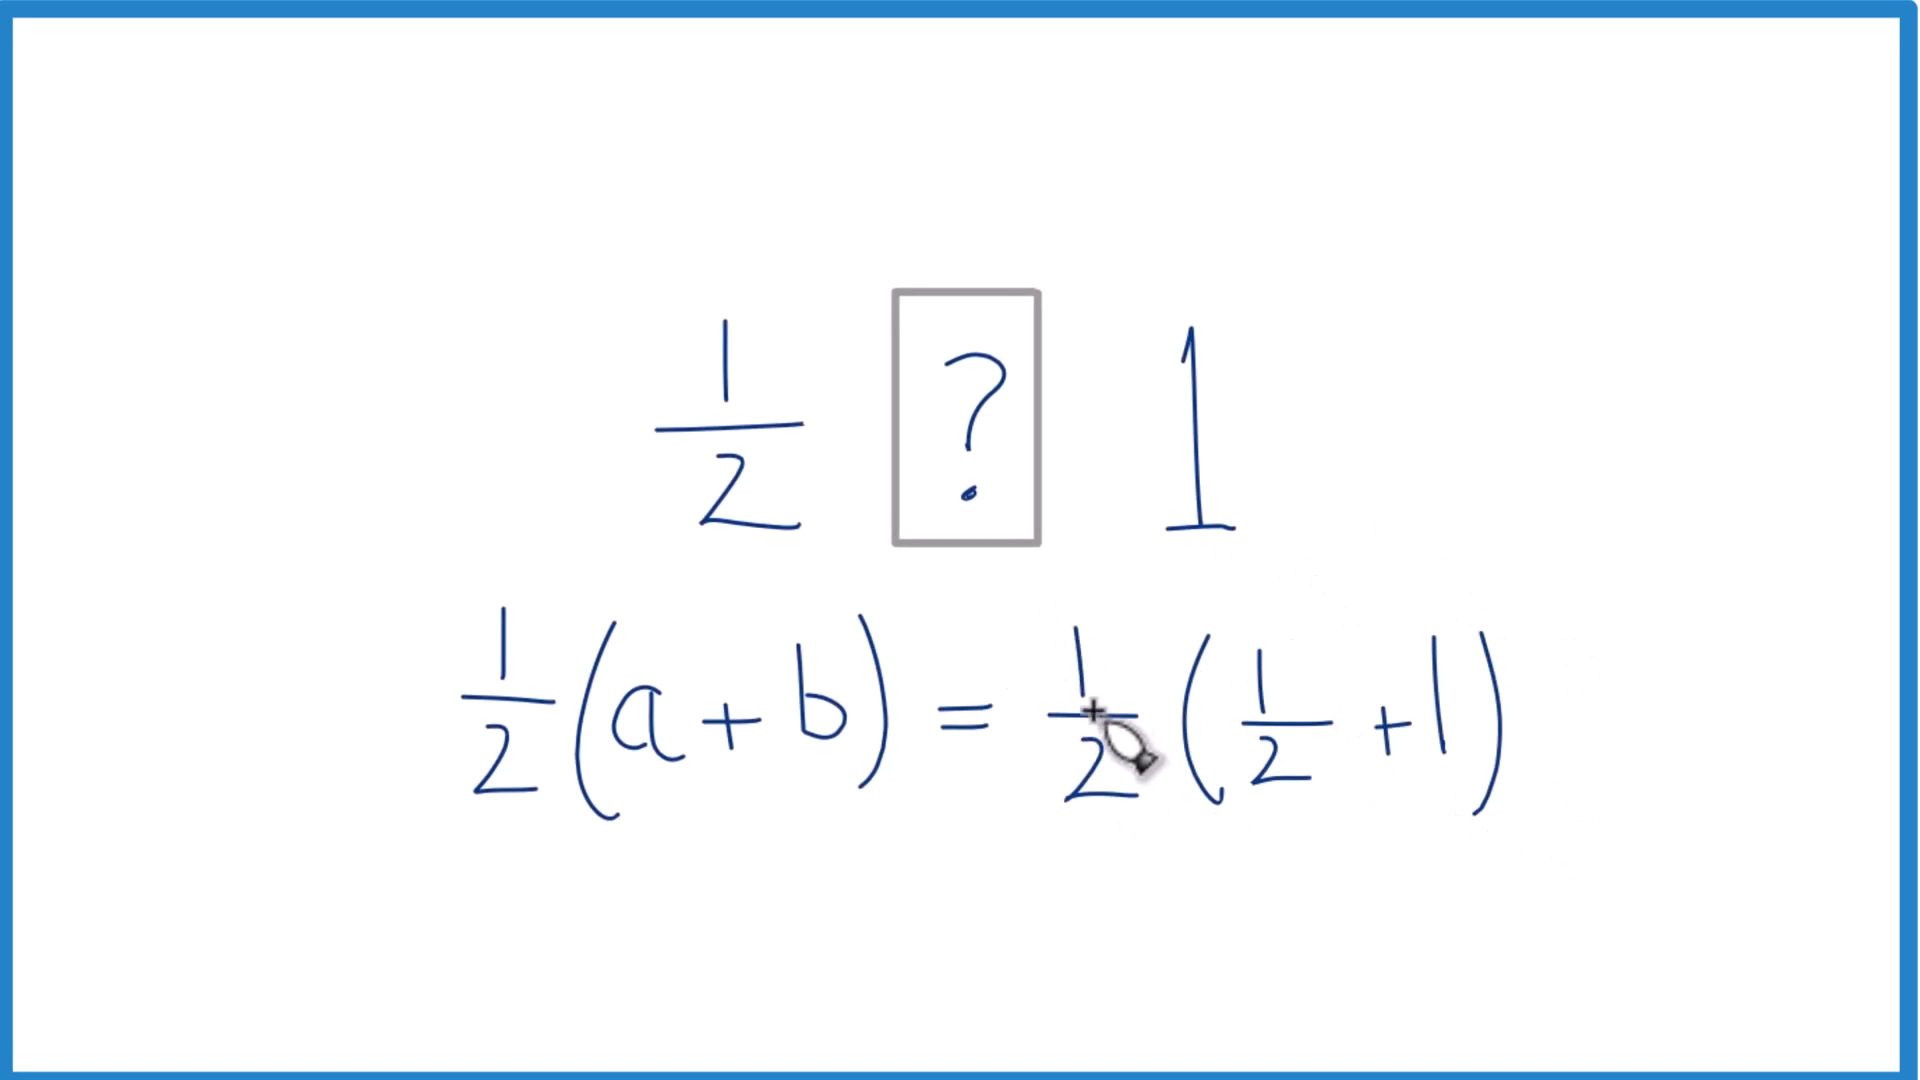 1/2 ? 1
1/2 (a + b) = 1/2 (1/2 + 1)